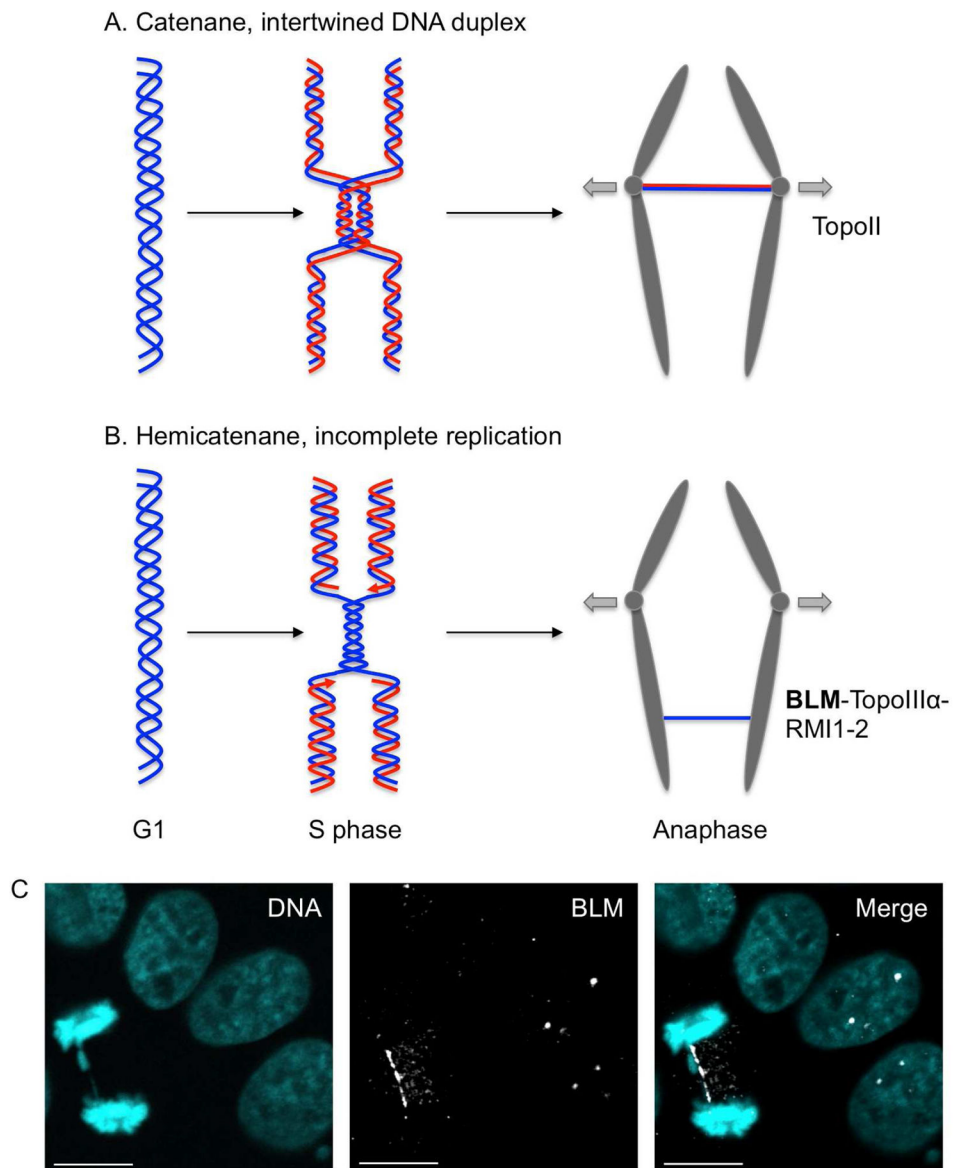 A. Catenane, intertwined DNA duplex
TopoII
B. Hemicatenane, incomplete replication
BLM-TopoIIIα-
RMI1-2
G1
S phase
Anaphase
C
DNA
BLM
Merge